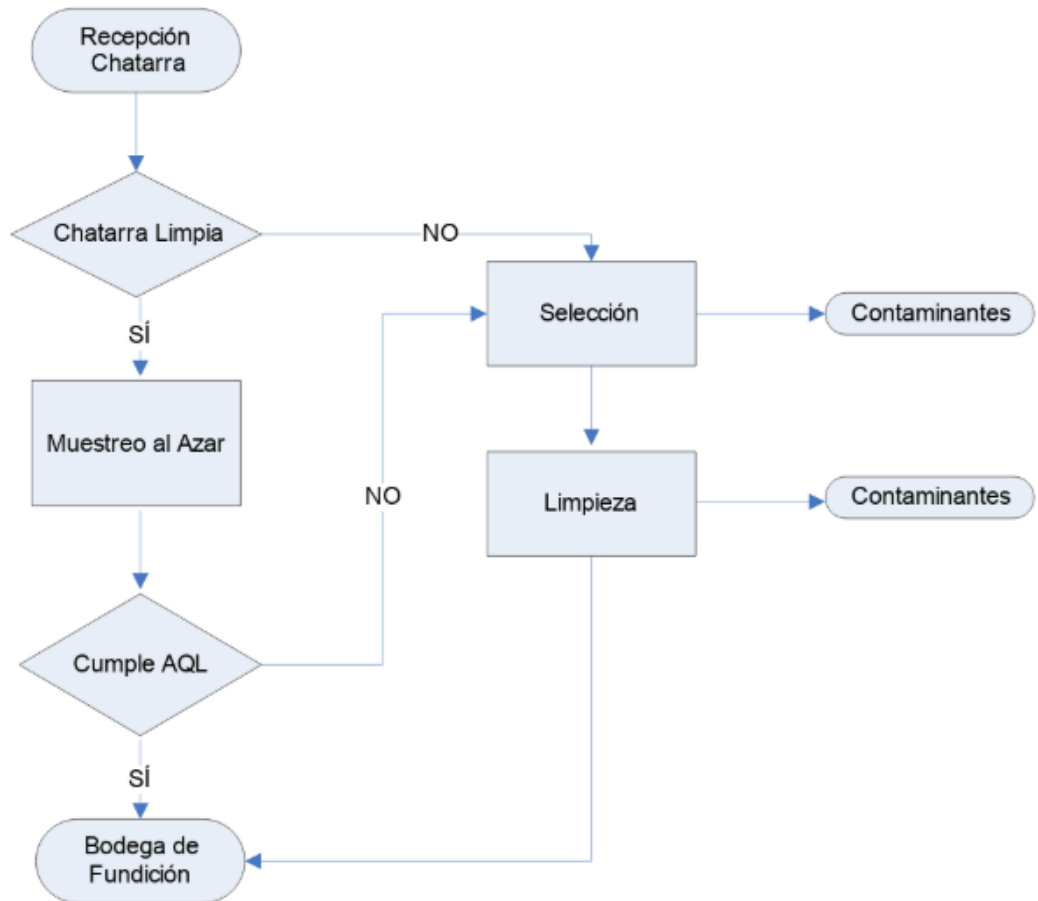 Recepción
Chatarra
Chatarra Limpia
NO
Selección
Contaminantes
SÍ
Muestreo al Azar
NO
Limpieza
Contaminantes
Cumple AQL
SÍ
Bodega de
Fundición